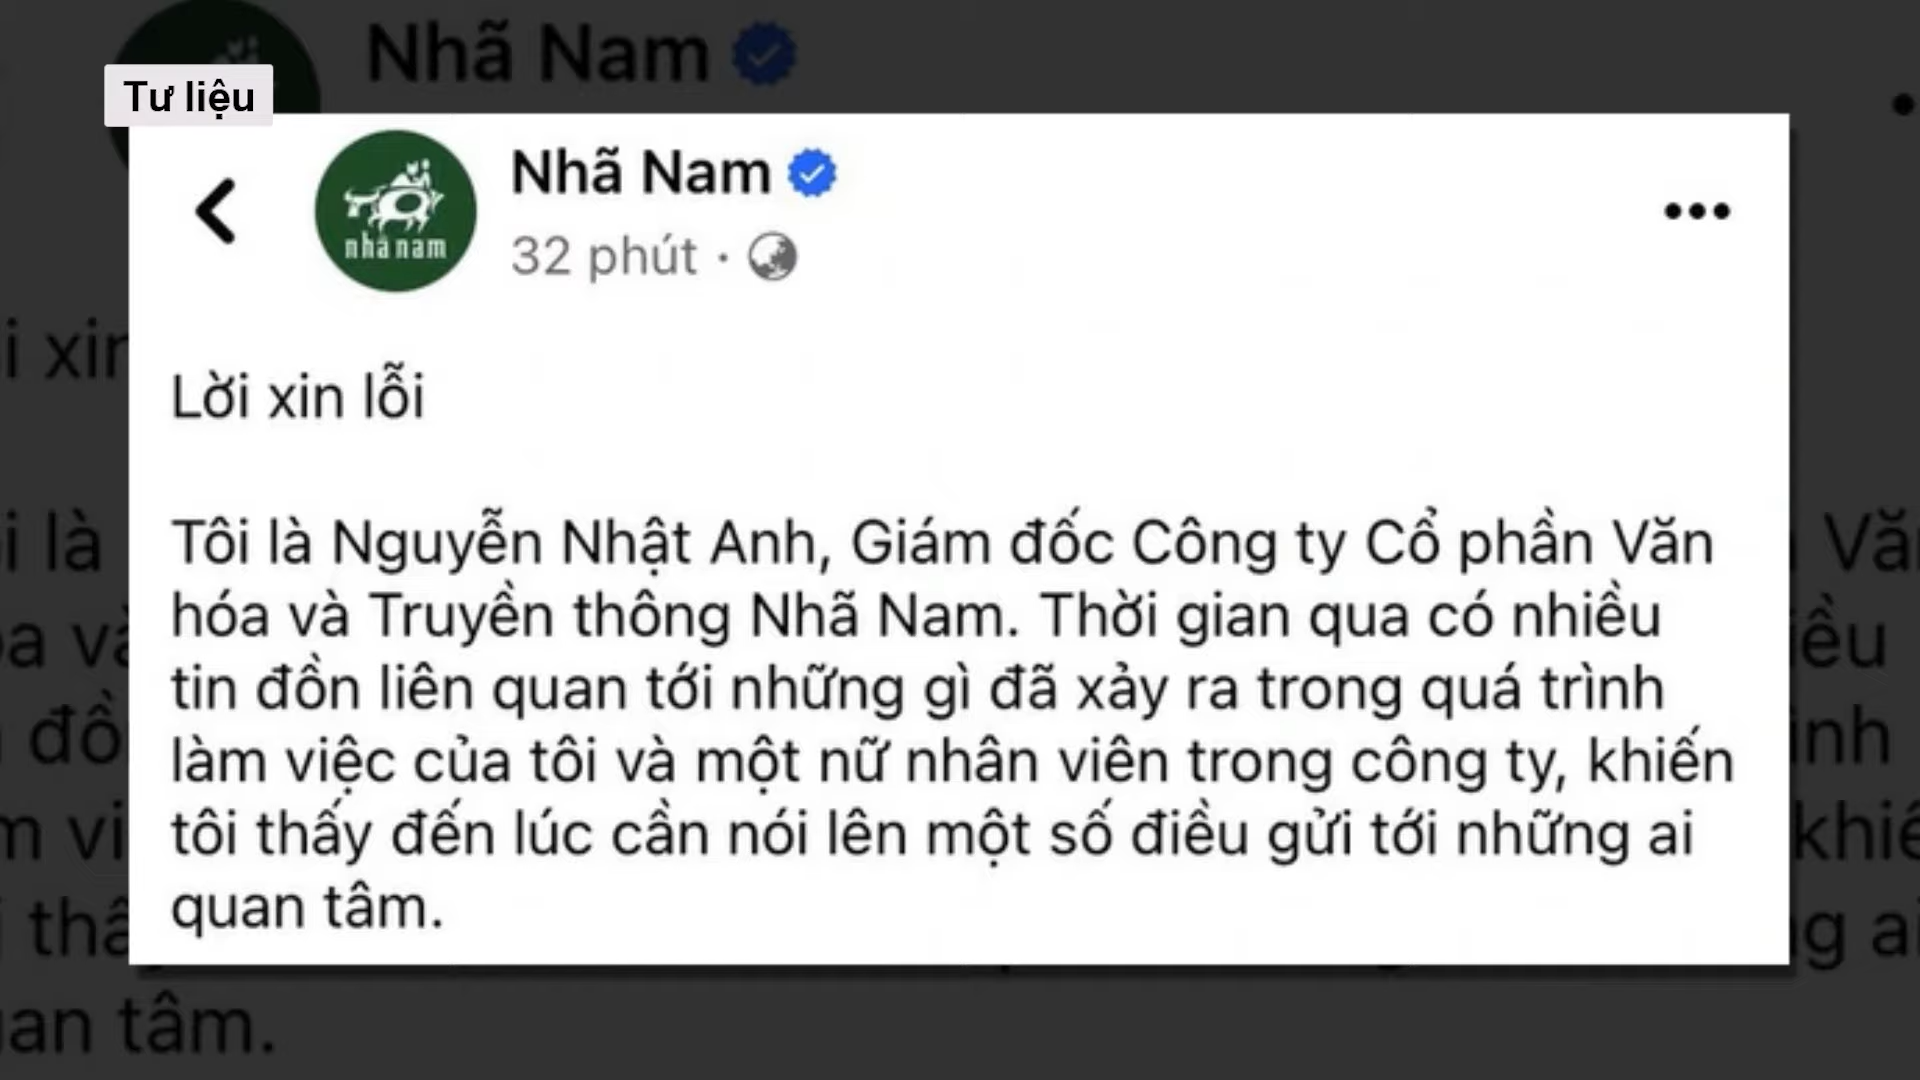 Nhã Nam
Tư liệu
nhã nam
Nhã Nam
32 phút ·
Lời xin lỗi
Tôi là Nguyễn Nhật Anh, Giám đốc Công ty Cổ phần Văn
hóa và Truyền thông Nhã Nam. Thời gian qua có nhiều
tin đồn liên quan tới những gì đã xảy ra trong quá trình
làm việc của tôi và một nữ nhân viên trong công ty, khiến
tôi thấy đến lúc cần nói lên một số điều gửi tới những ai
quan tâm.